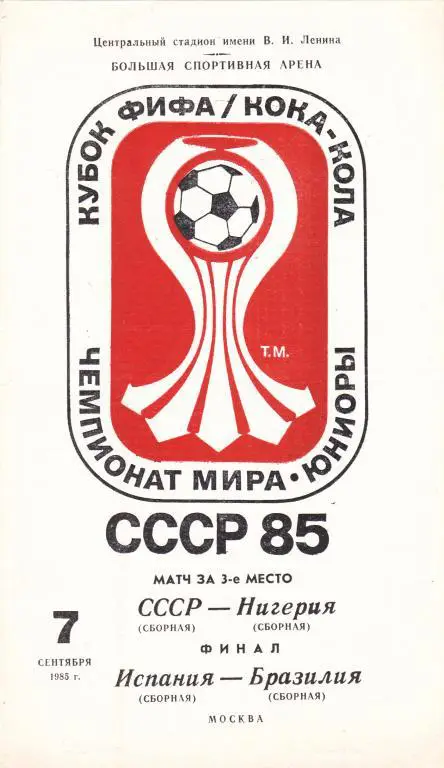 Центральный стадион имени В. И. Ленина
БОЛЬШАЯ СПОРТИВНАЯ АРЕНА
КУБОК ФИФА/КОКА-КОЛА
Т.М.
ЧЕМПИОНАТ МИРА·ЮНИОРЫ
СССР 85
МАТЧ ЗА 3-е МЕСТО
7
СЕНТЯБРЯ
1985 г.
СССР — Нигерия
(СБОРНАЯ) (СБОРНАЯ)
ФИНАЛ
Испания — Бразилия
(СБОРНАЯ) (СБОРНАЯ)
МОСКВА